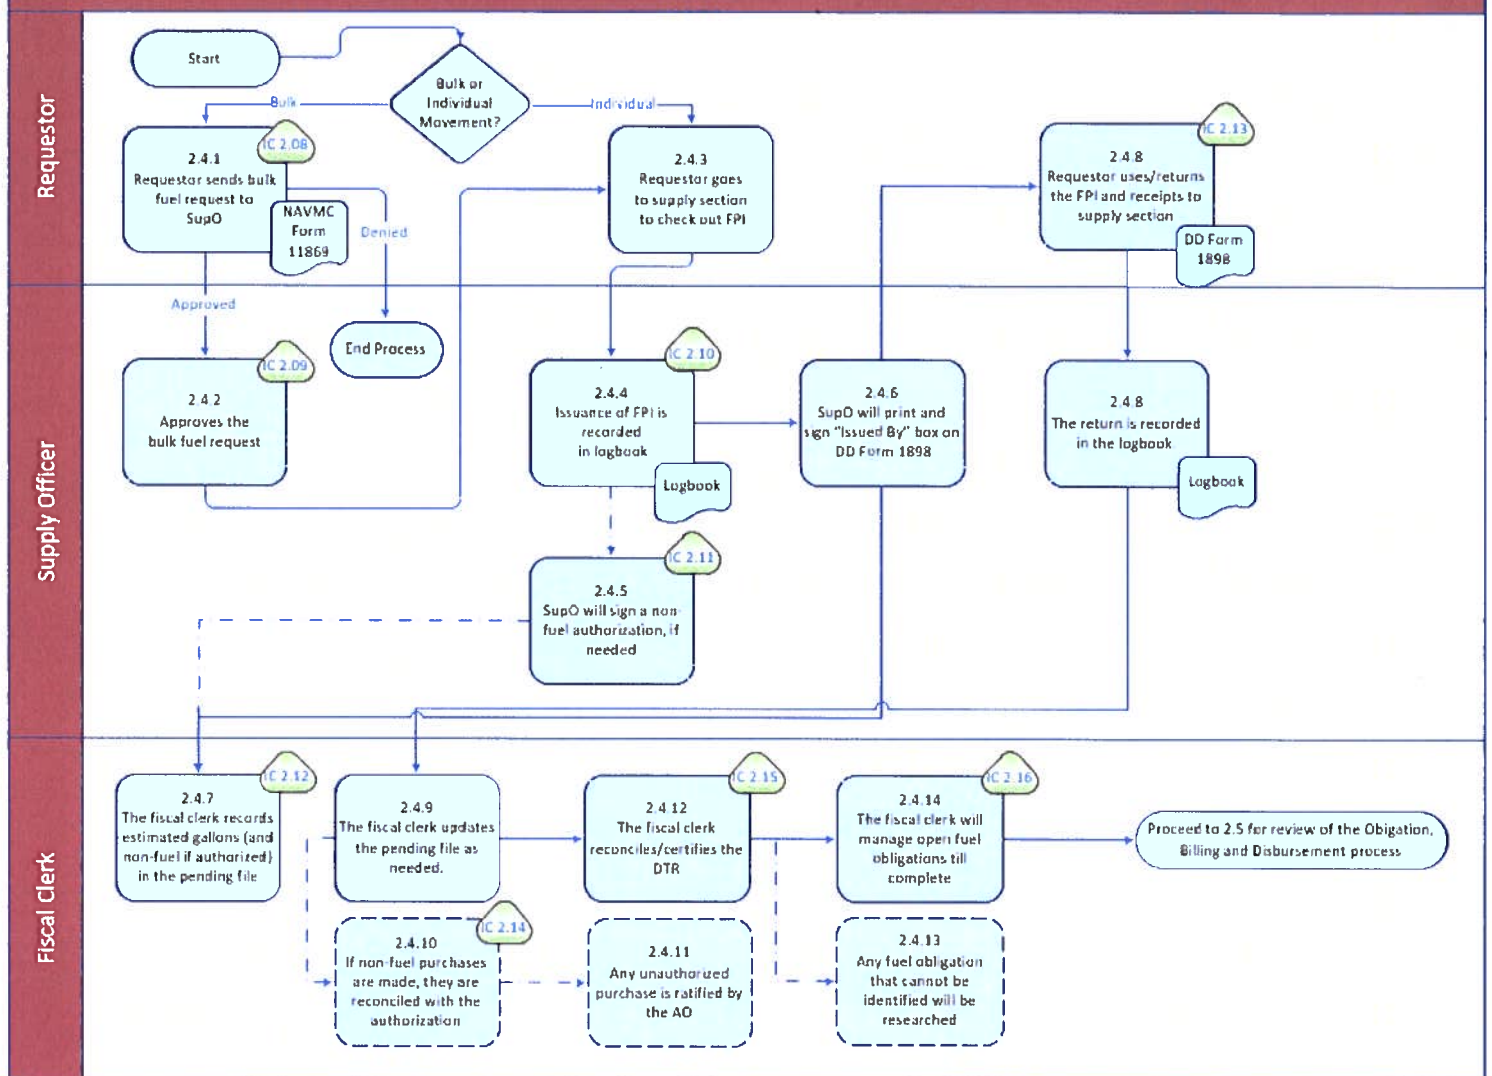 Requestor
Start
Bulk or
Individual
Movement?
Bulk
Individual
IC 2.08
2.4.1
Requestor sends bulk
fuel request to
SupO
NAVMC
Form
11869
Denied
2.4.3
Requestor goes
to supply section
to check out FPI
IC 2.13
2.4.8
Requestor uses/returns
the FPI and receipts to
supply section
DD Form
1898
Supply Officer
Approved
End Process
IC 2.09
2.4.2
Approves the
bulk fuel request
IC 2.10
2.4.4
Issuance of FPI is
recorded
in logbook
Logbook
2.4.6
SupO will print and
sign "Issued By" box on
DD Form 1898
2.4.8
The return is recorded
in the logbook
Logbook
IC 2.11
2.4.5
SupO will sign a non-
fuel authorization, if
needed
Fiscal Clerk
IC 2.12
2.4.7
The fiscal clerk records
estimated gallons (and
non-fuel if authorized)
in the pending file
2.4.9
The fiscal clerk updates
the pending file as
needed.
IC 2.15
2.4.12
The fiscal clerk
reconciles/certifies the
DTR
IC 2.16
2.4.14
The fiscal clerk will
manage open fuel
obligations till
complete
Proceed to 2.5 for review of the Obigation,
Billing and Disbursement process
IC 2.14
2.4.10
If non-fuel purchases
are made, they are
reconciled with the
authorization
2.4.11
Any unauthorized
purchase is ratified by
the AO
2.4.13
Any fuel obligation
that cannot be
identified will be
researched